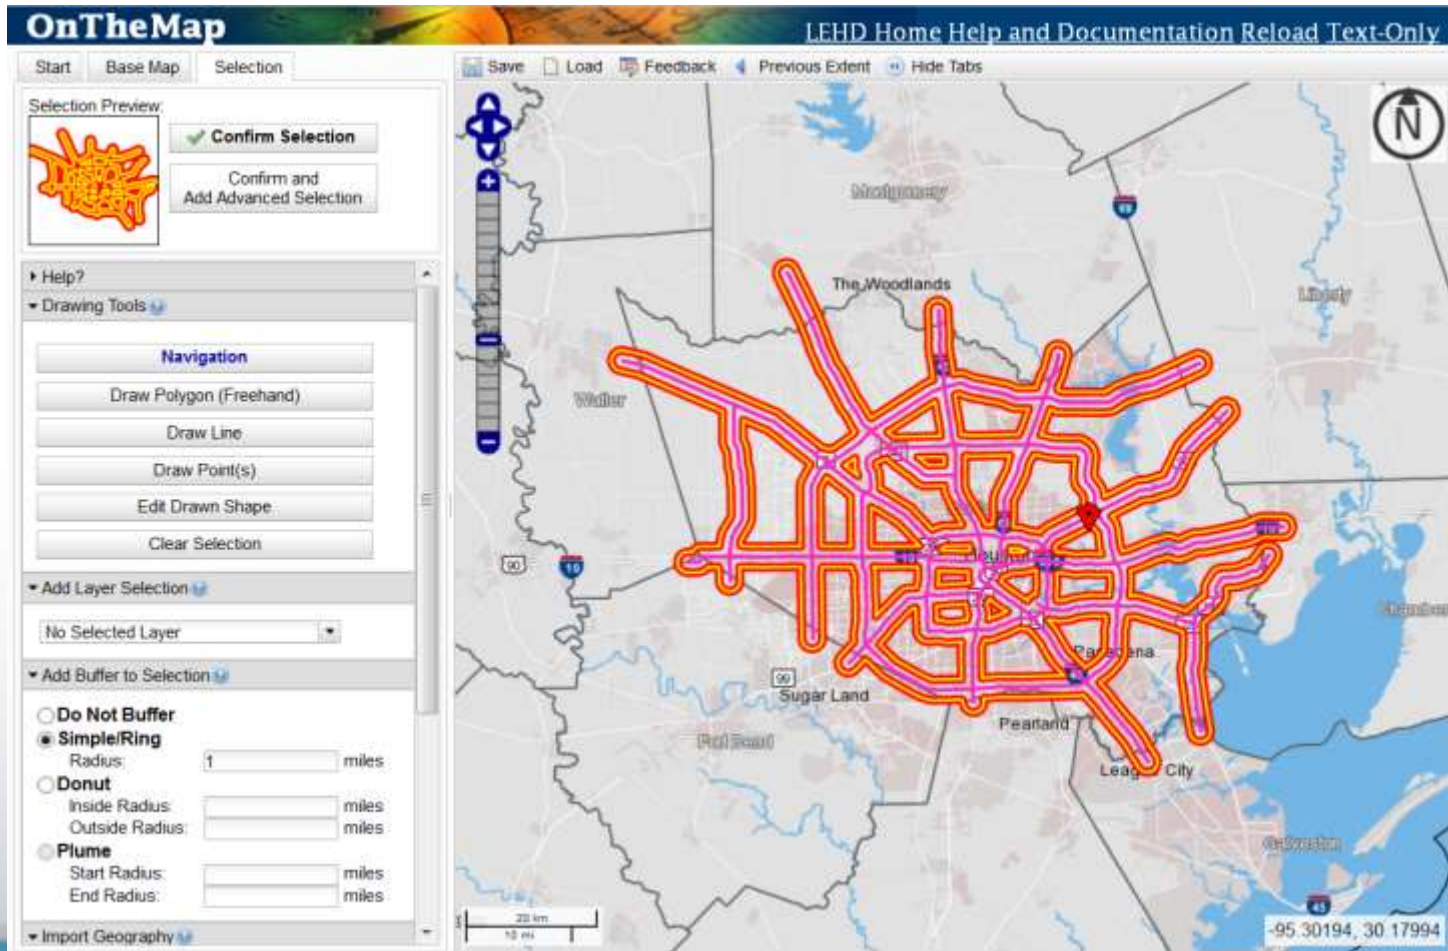 OnTheMap
LEHD Home Help and Documentation Reload Text-Only
Start Base Map Selection
Save Load Feedback Previous Extent Hide Tabs
Selection Preview:
Confirm Selection
Confirm and
Add Advanced Selection
Help?
Drawing Tools
Navigation
Draw Polygon (Freehand)
Draw Line
Draw Point(s)
Edit Drawn Shape
Clear Selection
Add Layer Selection
No Selected Layer
Add Buffer to Selection
Do Not Buffer
Simple/Ring
Radius: 1 miles
Donut
Inside Radius: miles
Outside Radius: miles
Plume
Start Radius: miles
End Radius: miles
Import Geography
N
Montgomery
69
The Woodlands
Liberty
Waller
90
10
99
Sugar Land
Pearland
Fort Bend
League City
Galveston
45
20 km
10 mi
-95.30194, 30.17994